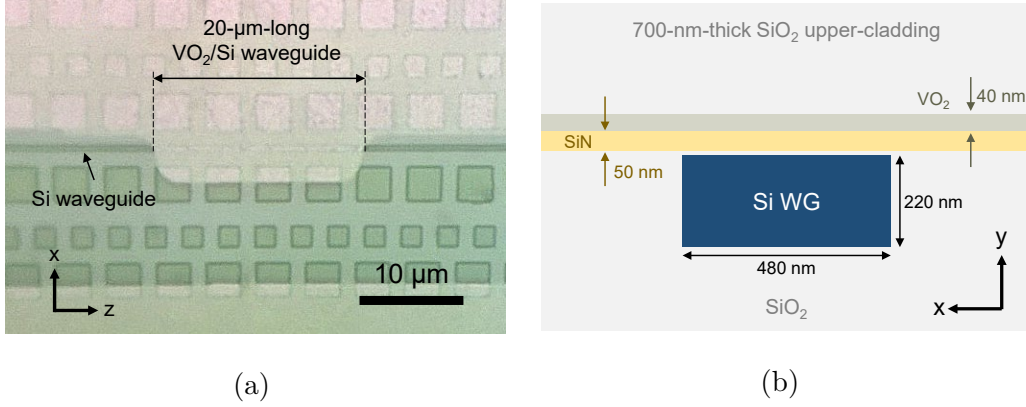 20-µm-long
VO₂/Si waveguide
Si waveguide
x
z
10 µm
(a)
700-nm-thick SiO₂ upper-cladding
VO₂
40 nm
SiN
50 nm
Si WG
220 nm
480 nm
SiO₂
y
x
(b)